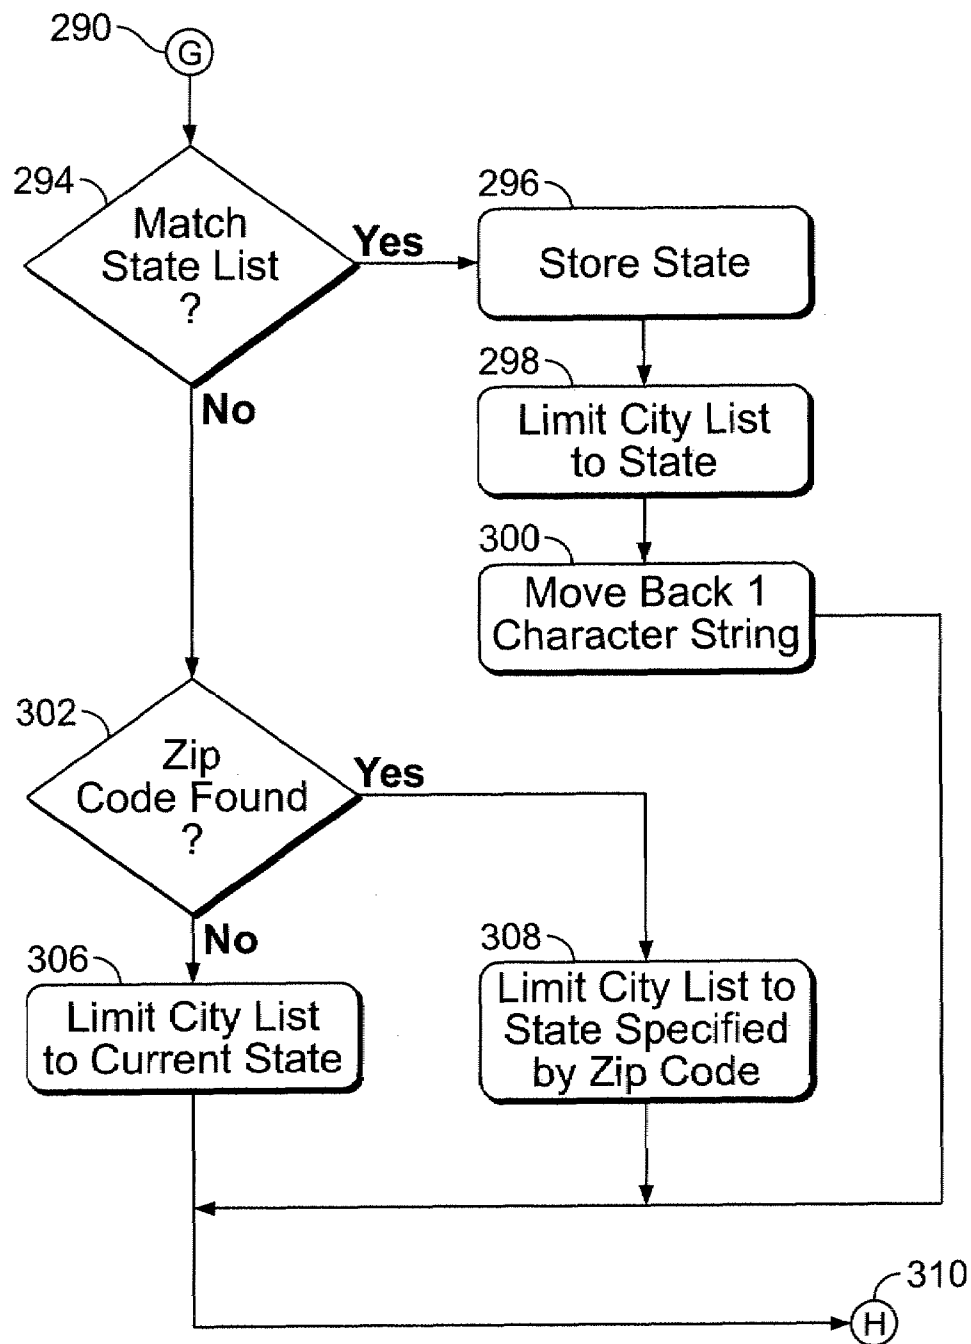 290
G
294
Match
State List
?
Yes
296
Store State
298
Limit City List
to State
300
Move Back 1
Character String
No
302
Zip
Code Found
?
Yes
No
306
Limit City List
to Current State
308
Limit City List to
State Specified
by Zip Code
310
H